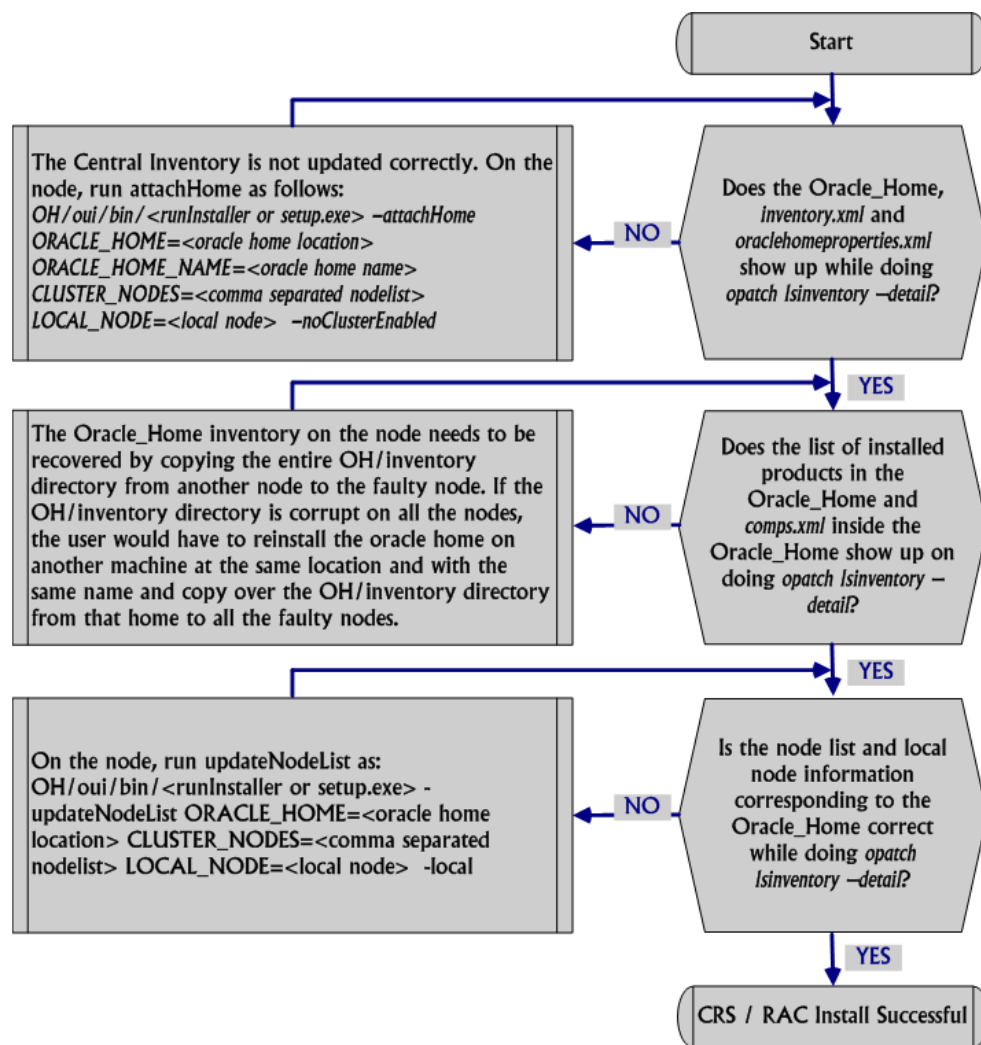 Start
The Central Inventory is not updated correctly. On the
node, run attachHome as follows:
OH/oui/bin/<runInstaller or setup.exe> –attachHome
ORACLE_HOME=<oracle home location>
ORACLE_HOME_NAME=<oracle home name>
CLUSTER_NODES=<comma separated nodelist>
LOCAL_NODE=<local node> –noClusterEnabled
NO
Does the Oracle_Home,
inventory.xml and
oraclehomeproperties.xml
show up while doing
opatch lsinventory –detail?
YES
The Oracle_Home inventory on the node needs to be
recovered by copying the entire OH/inventory
directory from another node to the faulty node. If the
OH/inventory directory is corrupt on all the nodes,
the user would have to reinstall the oracle home on
another machine at the same location and with the
same name and copy over the OH/inventory directory
from that home to all the faulty nodes.
NO
Does the list of installed
products in the
Oracle_Home and
comps.xml inside the
Oracle_Home show up on
doing opatch lsinventory –
detail?
YES
On the node, run updateNodeList as:
OH/oui/bin/<runInstaller or setup.exe> -
updateNodeList ORACLE_HOME=<oracle home
location> CLUSTER_NODES=<comma separated
nodelist> LOCAL_NODE=<local node> -local
NO
Is the node list and local
node information
corresponding to the
Oracle_Home correct
while doing opatch
lsinventory –detail?
YES
CRS / RAC Install Successful